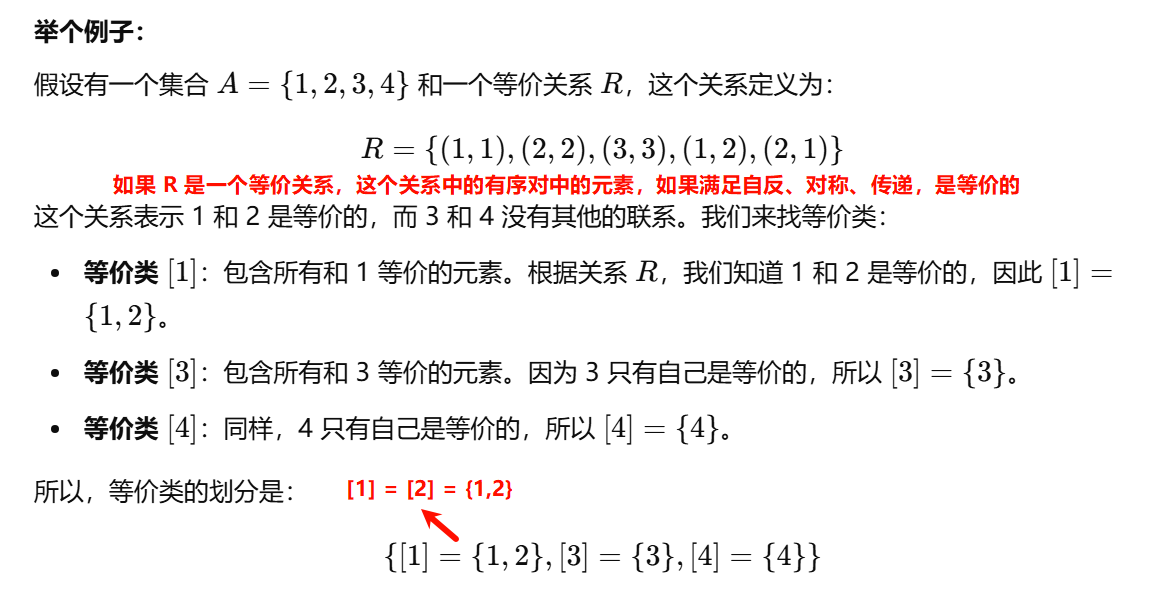 举个例子：
假设有一个集合 A = {1, 2, 3, 4} 和一个等价关系 R，这个关系定义为：
R = {(1, 1), (2, 2), (3, 3), (1, 2), (2, 1)}
如果 R 是一个等价关系，这个关系中的有序对中的元素，如果满足自反、对称、传递，是等价的
这个关系表示 1 和 2 是等价的，而 3 和 4 没有其他的联系。我们来找等价类：
• 等价类 [1]：包含所有和 1 等价的元素。根据关系 R，我们知道 1 和 2 是等价的，因此 [1] =
{1, 2}。
• 等价类 [3]：包含所有和 3 等价的元素。因为 3 只有自己是等价的，所以 [3] = {3}。
• 等价类 [4]：同样，4 只有自己是等价的，所以 [4] = {4}。
所以，等价类的划分是： [1] = [2] = {1,2}
{[1] = {1, 2}, [3] = {3}, [4] = {4}}